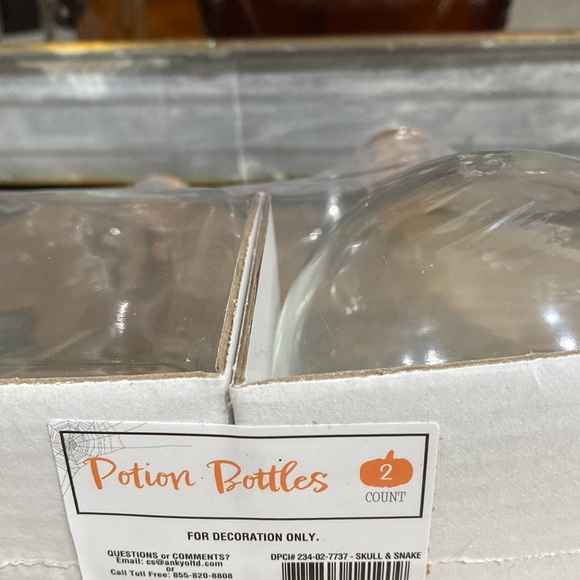 Potion Bottles
2
COUNT
FOR DECORATION ONLY.
QUESTIONS or COMMENTS?
Email: cs@ankyoltd.com
or
Call Toll Free: 855-820-8808
DPCI# 234-02-7737 - SKULL & SNAKE